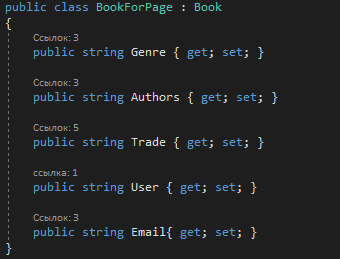 public class BookForPage : Book
{
Ссылок: 3
public string Genre { get; set; }
Ссылок: 3
public string Authors { get; set; }
Ссылок: 5
public string Trade { get; set; }
ссылка: 1
public string User { get; set; }
Ссылок: 3
public string Email{ get; set; }
}